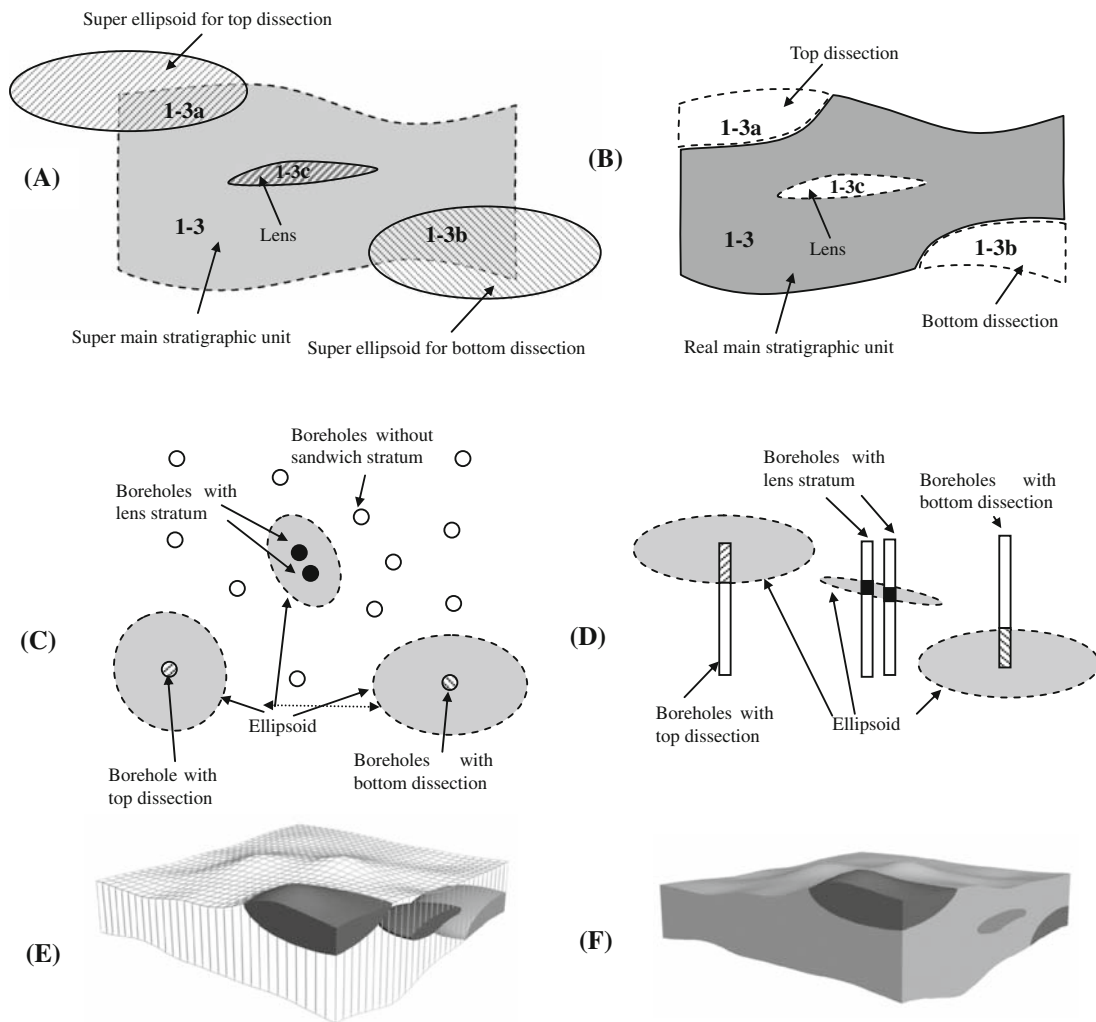 Super ellipsoid for top dissection
1-3a
(A)
1-3c
1-3
Lens
1-3b
Super main stratigraphic unit
Super ellipsoid for bottom dissection
Top dissection
1-3a
(B)
1-3c
1-3
Lens
1-3b
Bottom dissection
Real main stratigraphic unit
Boreholes without
sandwich stratum
Boreholes with
lens stratum
(C)
Ellipsoid
Borehole with
top dissection
Boreholes with
bottom dissection
Boreholes with
lens stratum
Boreholes with
bottom dissection
(D)
Boreholes with
top dissection
Ellipsoid
(E)
(F)